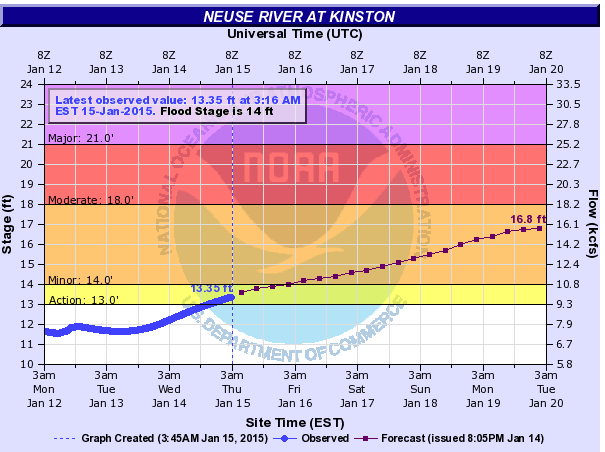 NEUSE RIVER AT KINSTON
Universal Time (UTC)
8Z 8Z 8Z 8Z 8Z 8Z 8Z 8Z 8Z
Jan 12 Jan 13 Jan 14 Jan 15 Jan 16 Jan 17 Jan 18 Jan 19 Jan 20
Latest observed value: 13.35 ft at 3:16 AM
EST 15-Jan-2015. Flood Stage is 14 ft
24 33.5
23 30.5
22 27.8
Major: 21.0'
21 25.2
20 22.7
19 20.3
Moderate: 18.0'
18 18.2
16.8 ft
17 16.1
16 14.2
15 12.4
Minor: 14.0'
14 10.8
13.35 ft
Action: 13.0'
13 9.3
12 7.9
11 6.7
10 5.8
Stage (ft)
Flow (kcfs)
NATIONAL OCEANIC AND ATMOSPHERIC ADMINISTRATION
NOAA
U.S. DEPARTMENT OF COMMERCE
3am 3am 3am 3am 3am 3am 3am 3am 3am
Mon Tue Wed Thu Fri Sat Sun Mon Tue
Jan 12 Jan 13 Jan 14 Jan 15 Jan 16 Jan 17 Jan 18 Jan 19 Jan 20
Site Time (EST)
Graph Created (3:45AM Jan 15, 2015) Observed Forecast (issued 8:05PM Jan 14)